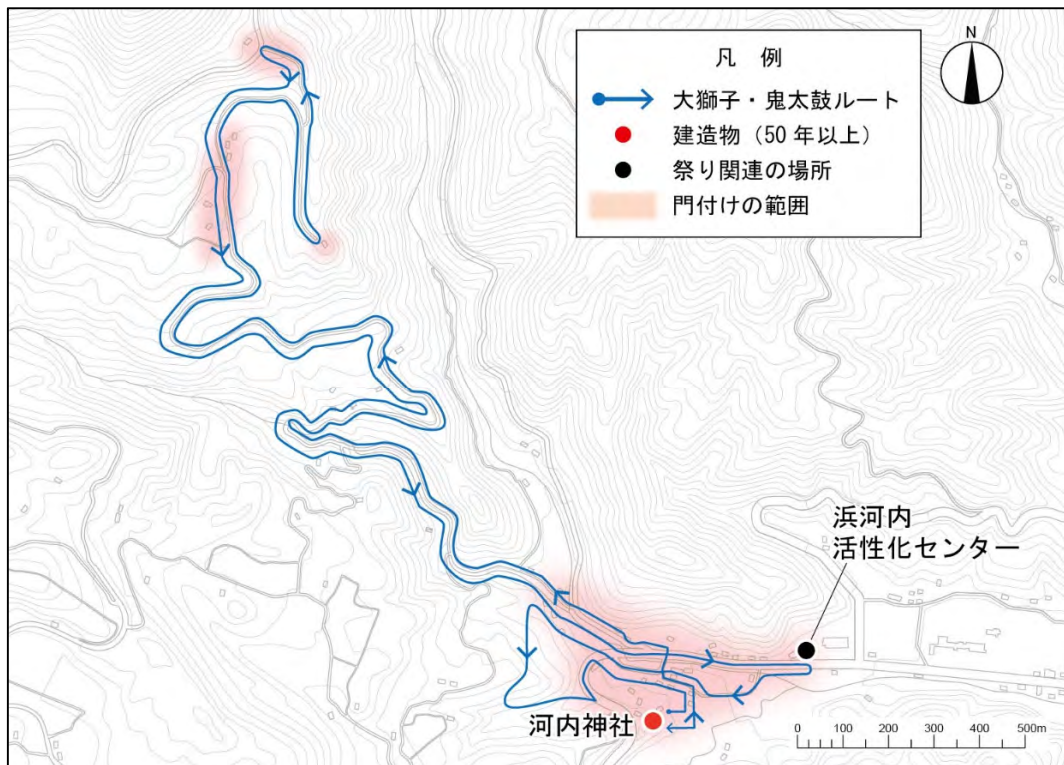 凡 例
大獅子・鬼太鼓ルート
建造物（50 年以上）
祭り関連の場所
門付けの範囲
N
浜河内
活性化センター
河内神社
0 100 200 300 400 500m